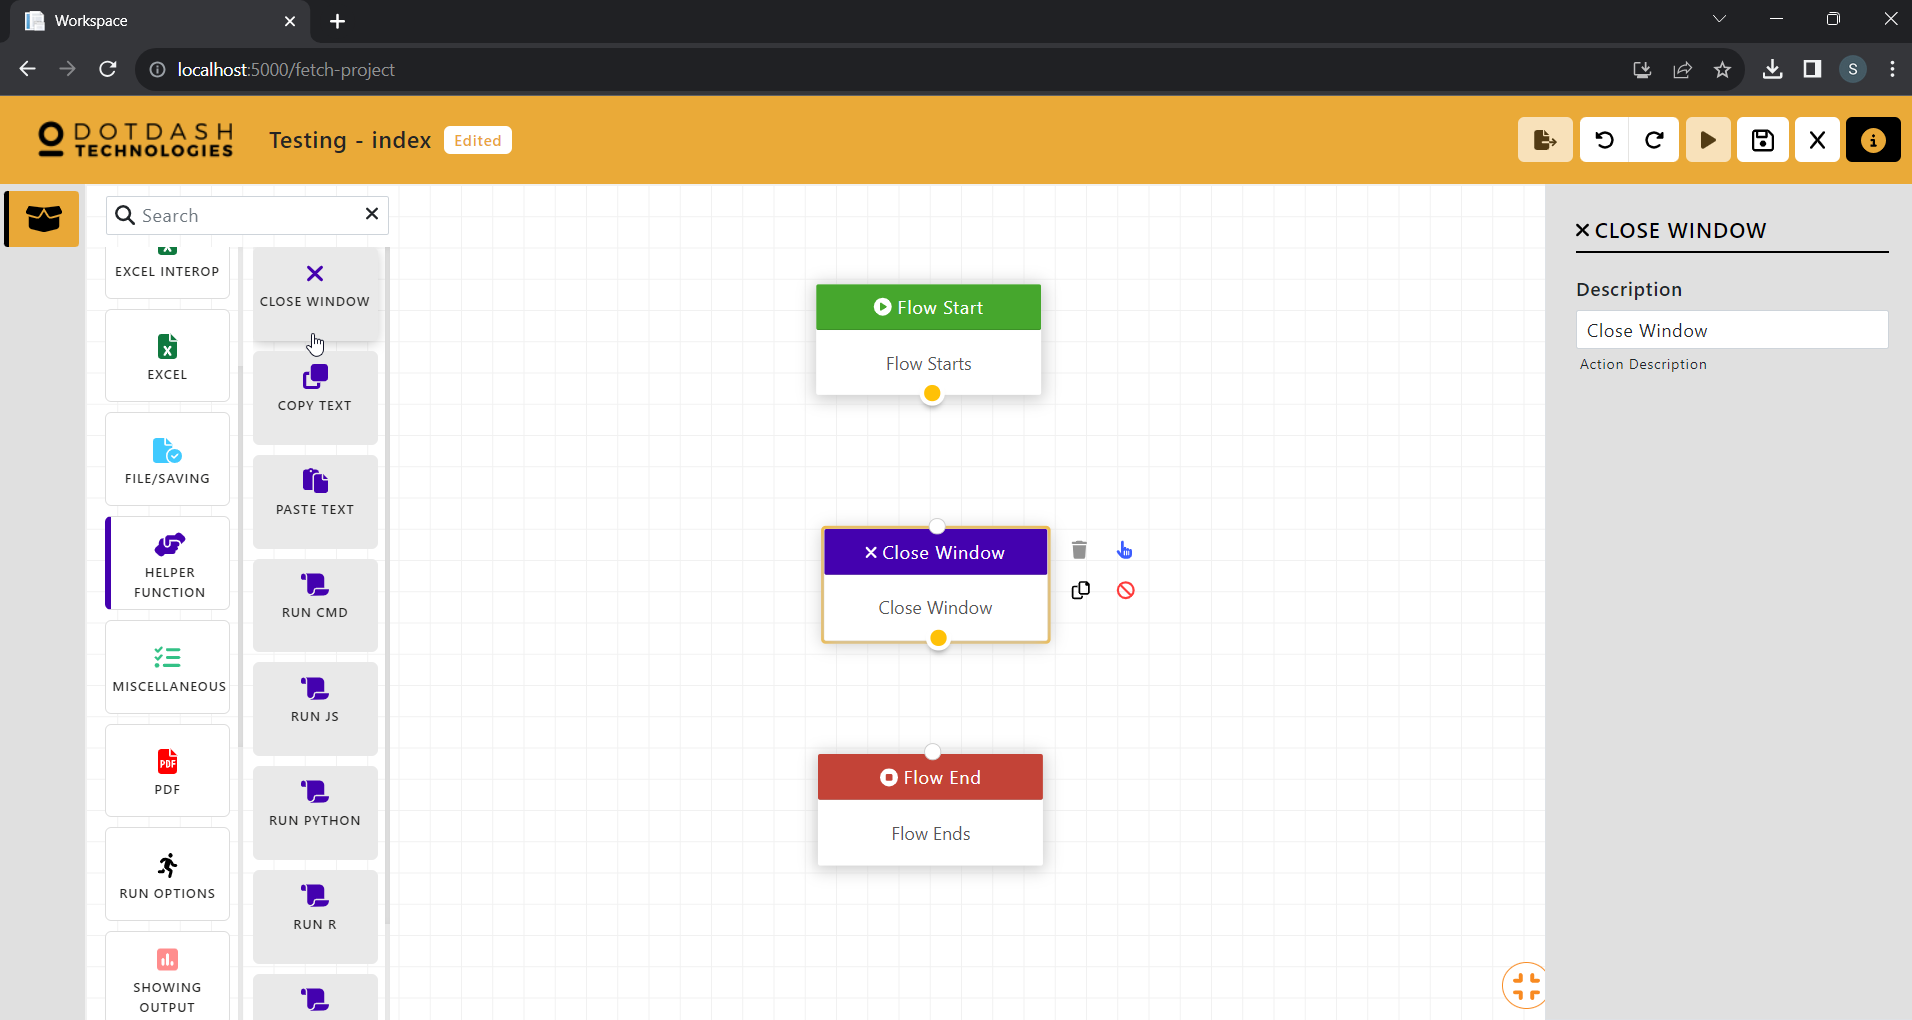 Workspace
localhost:5000/fetch-project
S
DOTDASH
TECHNOLOGIES
Testing - index
Edited
Search
EXCEL INTEROP
EXCEL
FILE/SAVING
HELPER
FUNCTION
MISCELLANEOUS
PDF
PDF
RUN OPTIONS
SHOWING
OUTPUT
CLOSE WINDOW
COPY TEXT
PASTE TEXT
RUN CMD
RUN JS
RUN PYTHON
RUN R
Flow Start
Flow Starts
Close Window
Close Window
Flow End
Flow Ends
CLOSE WINDOW
Description
Close Window
Action Description